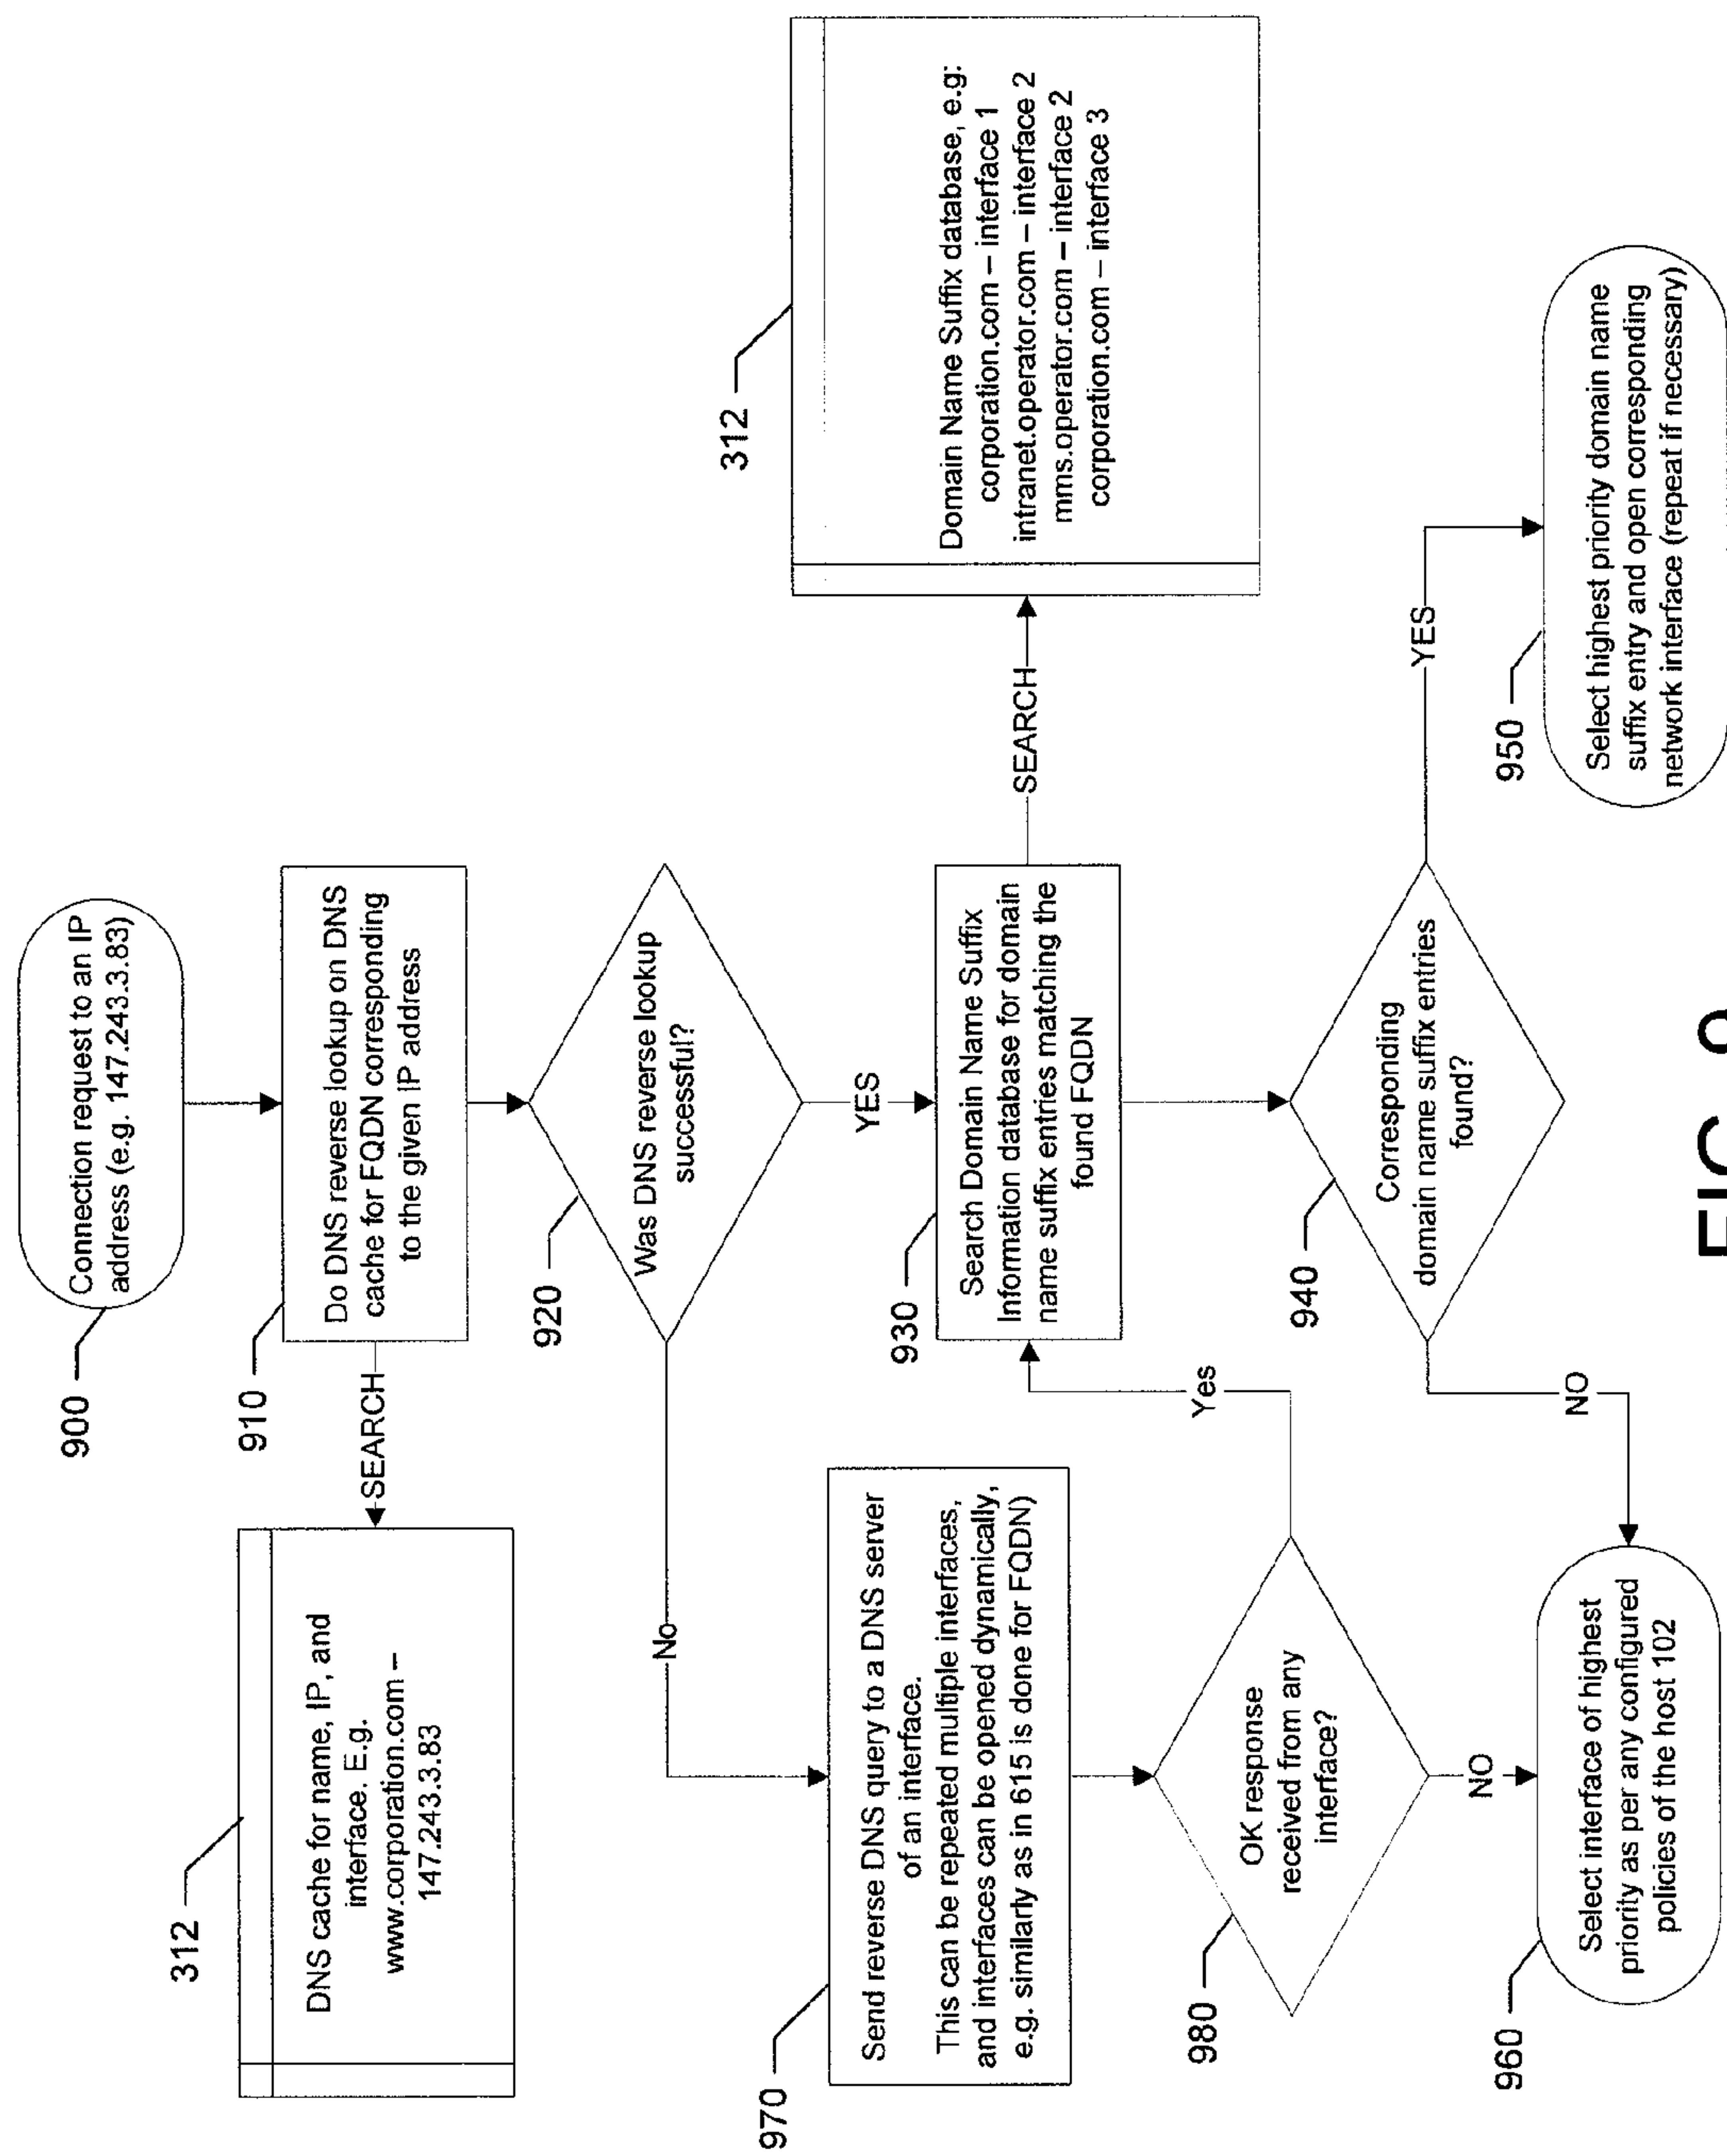 900
Connection request to an IP
address (e.g. 147.243.3.83)
910
Do DNS reverse lookup on DNS
cache for FQDN corresponding
to the given IP address
SEARCH
312
DNS cache for name, IP, and
interface. E.g.
www.corporation.com –
147.243.3.83
920
Was DNS reverse lookup
successful?
No
YES
970
Send reverse DNS query to a DNS server
of an interface.
This can be repeated multiple interfaces,
and interfaces can be opened dynamically,
e.g. similarly as in 615 is done for FQDN)
930
Search Domain Name Suffix
Information database for domain
name suffix entries matching the
found FQDN
SEARCH
312
Domain Name Suffix database, e.g:
corporation.com – interface 1
intranet.operator.com – interface 2
mms.operator.com – interface 2
corporation.com – interface 3
Yes
980
OK response
received from any
interface?
NO
940
Corresponding
domain name suffix entries
found?
NO
YES
960
Select interface of highest
priority as per any configured
policies of the host 102
950
Select highest priority domain name
suffix entry and open corresponding
network interface (repeat if necessary)
FIG.